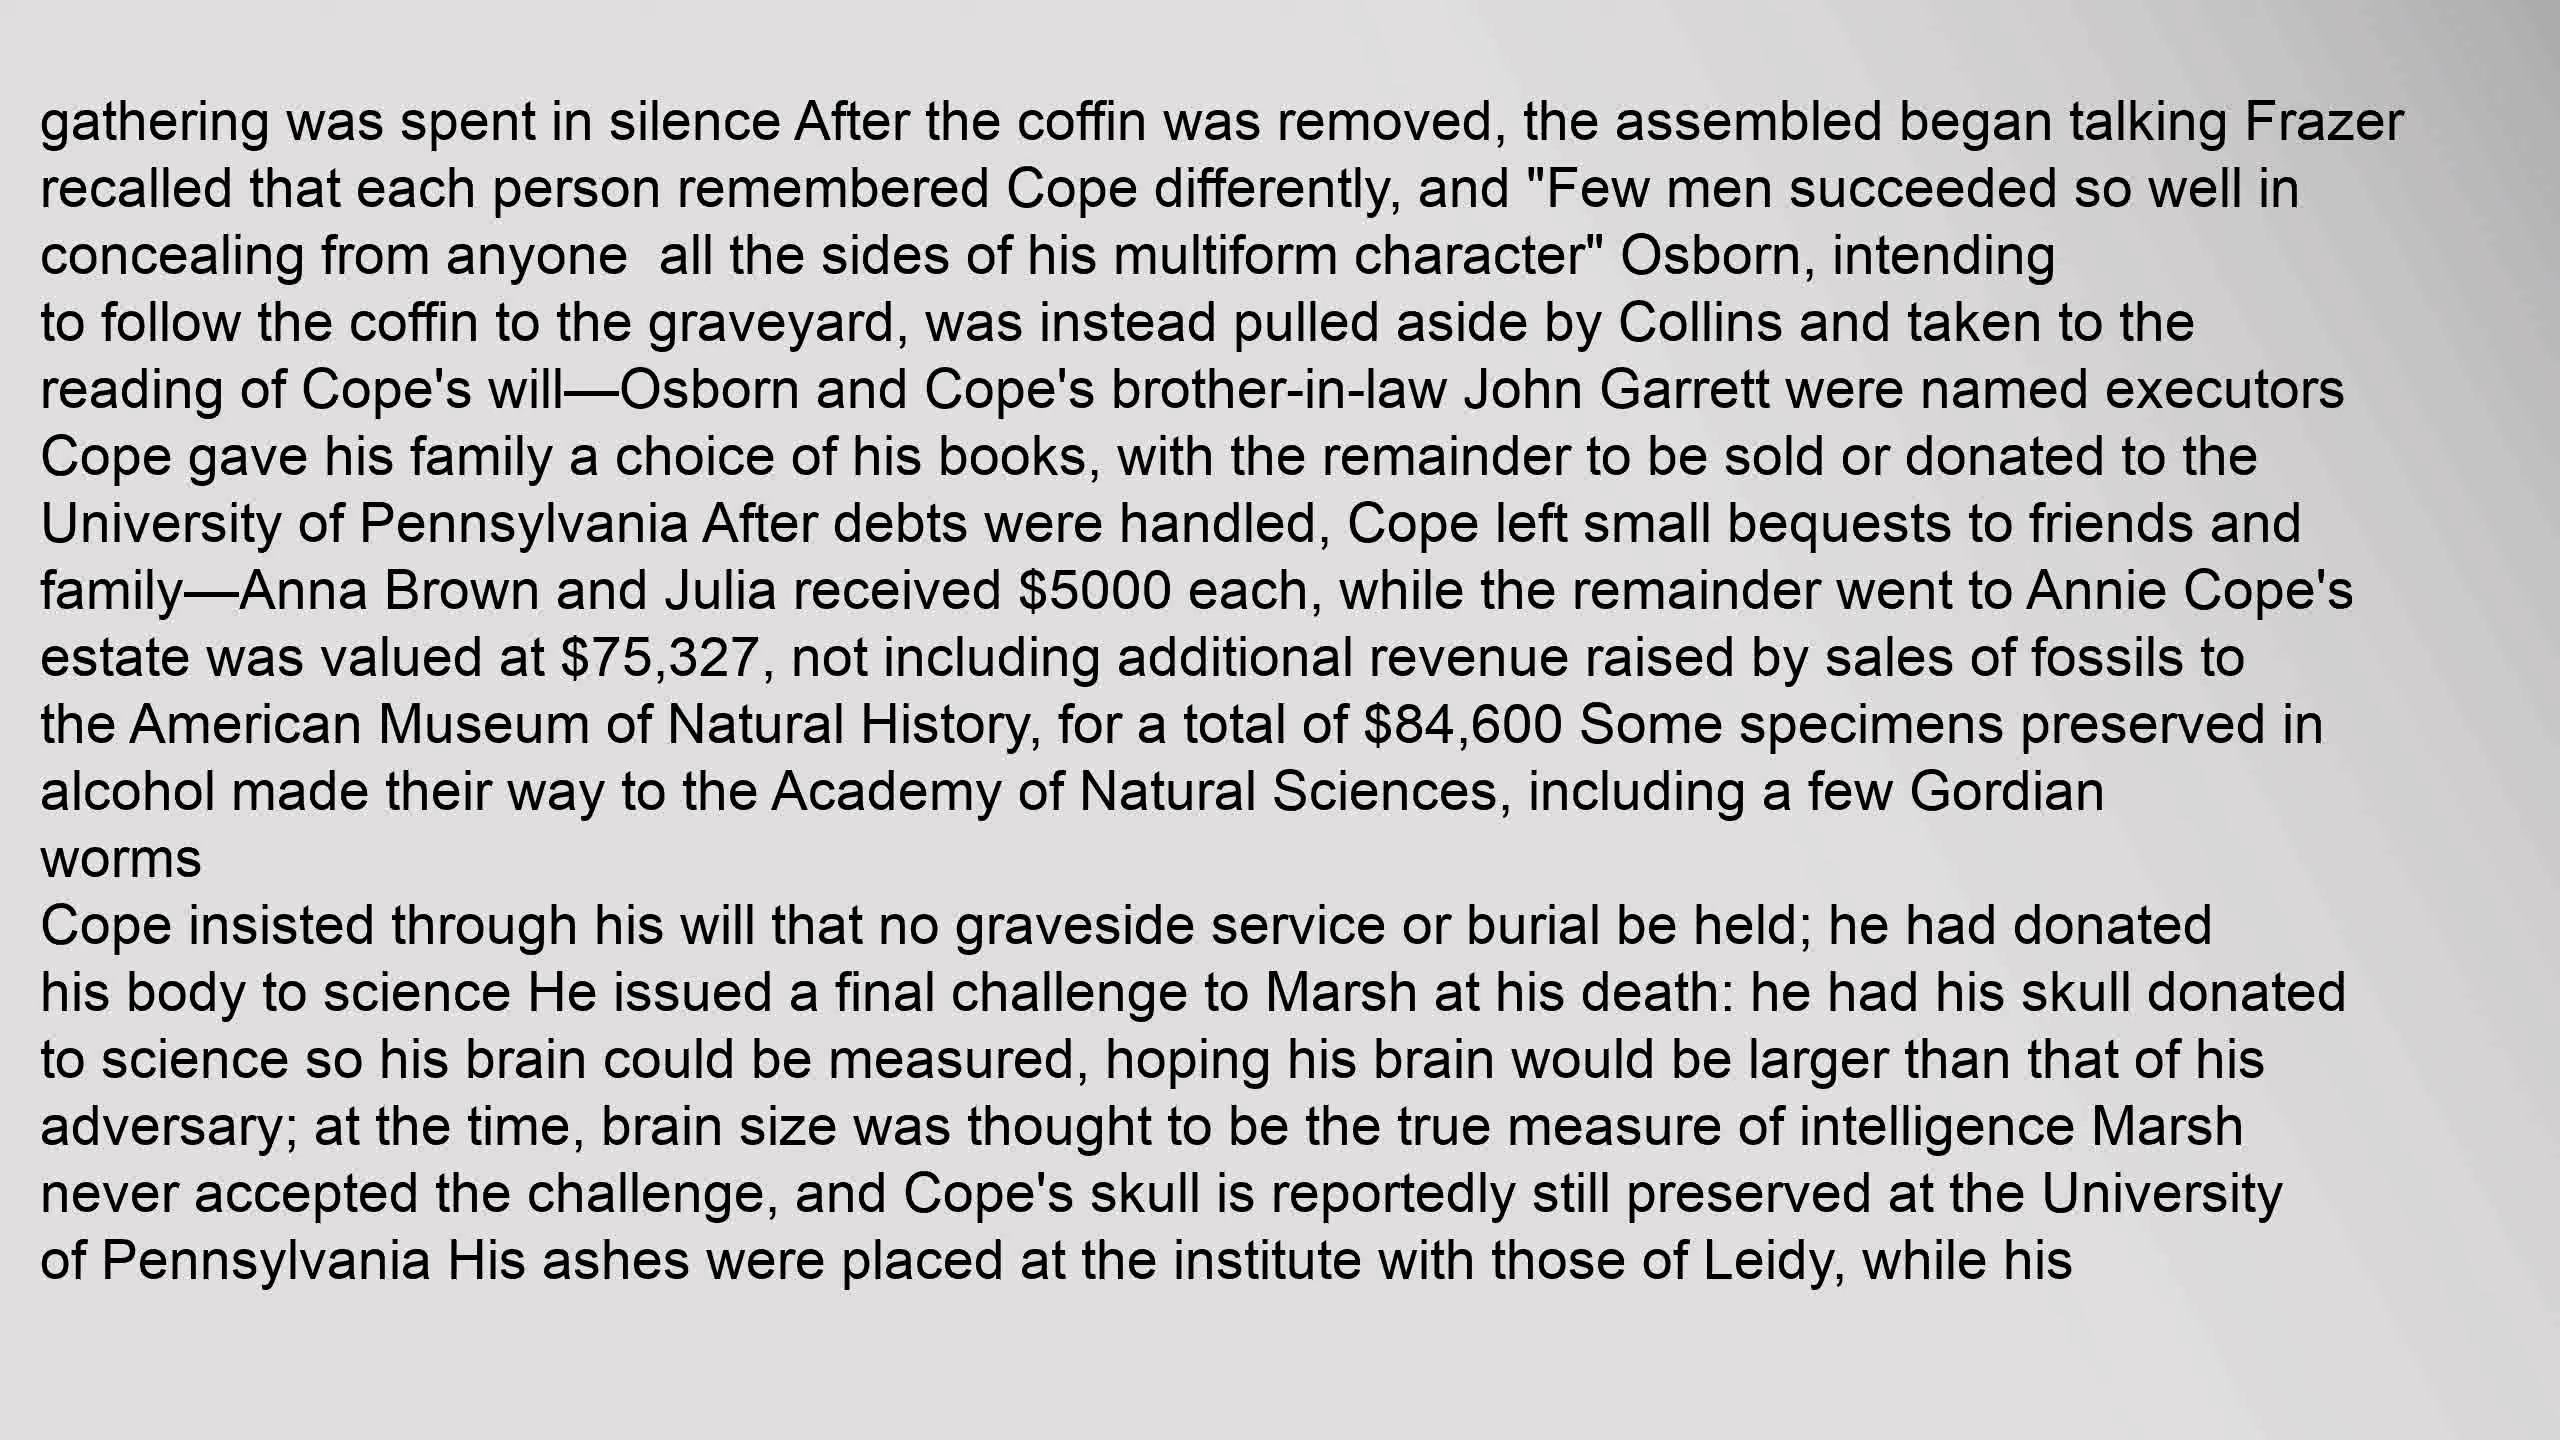 gathering was spent in silence After the coffin was removed, the assembled began talking Frazer
recalled that each person remembered Cope differently, and "Few men succeeded so well in
concealing from anyone  all the sides of his multiform character" Osborn, intending
to follow the coffin to the graveyard, was instead pulled aside by Collins and taken to the
reading of Cope's will—Osborn and Cope's brother-in-law John Garrett were named executors
Cope gave his family a choice of his books, with the remainder to be sold or donated to the
University of Pennsylvania After debts were handled, Cope left small bequests to friends and
family—Anna Brown and Julia received $5000 each, while the remainder went to Annie Cope's
estate was valued at $75,327, not including additional revenue raised by sales of fossils to
the American Museum of Natural History, for a total of $84,600 Some specimens preserved in
alcohol made their way to the Academy of Natural Sciences, including a few Gordian
worms
Cope insisted through his will that no graveside service or burial be held; he had donated
his body to science He issued a final challenge to Marsh at his death: he had his skull donated
to science so his brain could be measured, hoping his brain would be larger than that of his
adversary; at the time, brain size was thought to be the true measure of intelligence Marsh
never accepted the challenge, and Cope's skull is reportedly still preserved at the University
of Pennsylvania His ashes were placed at the institute with those of Leidy, while his